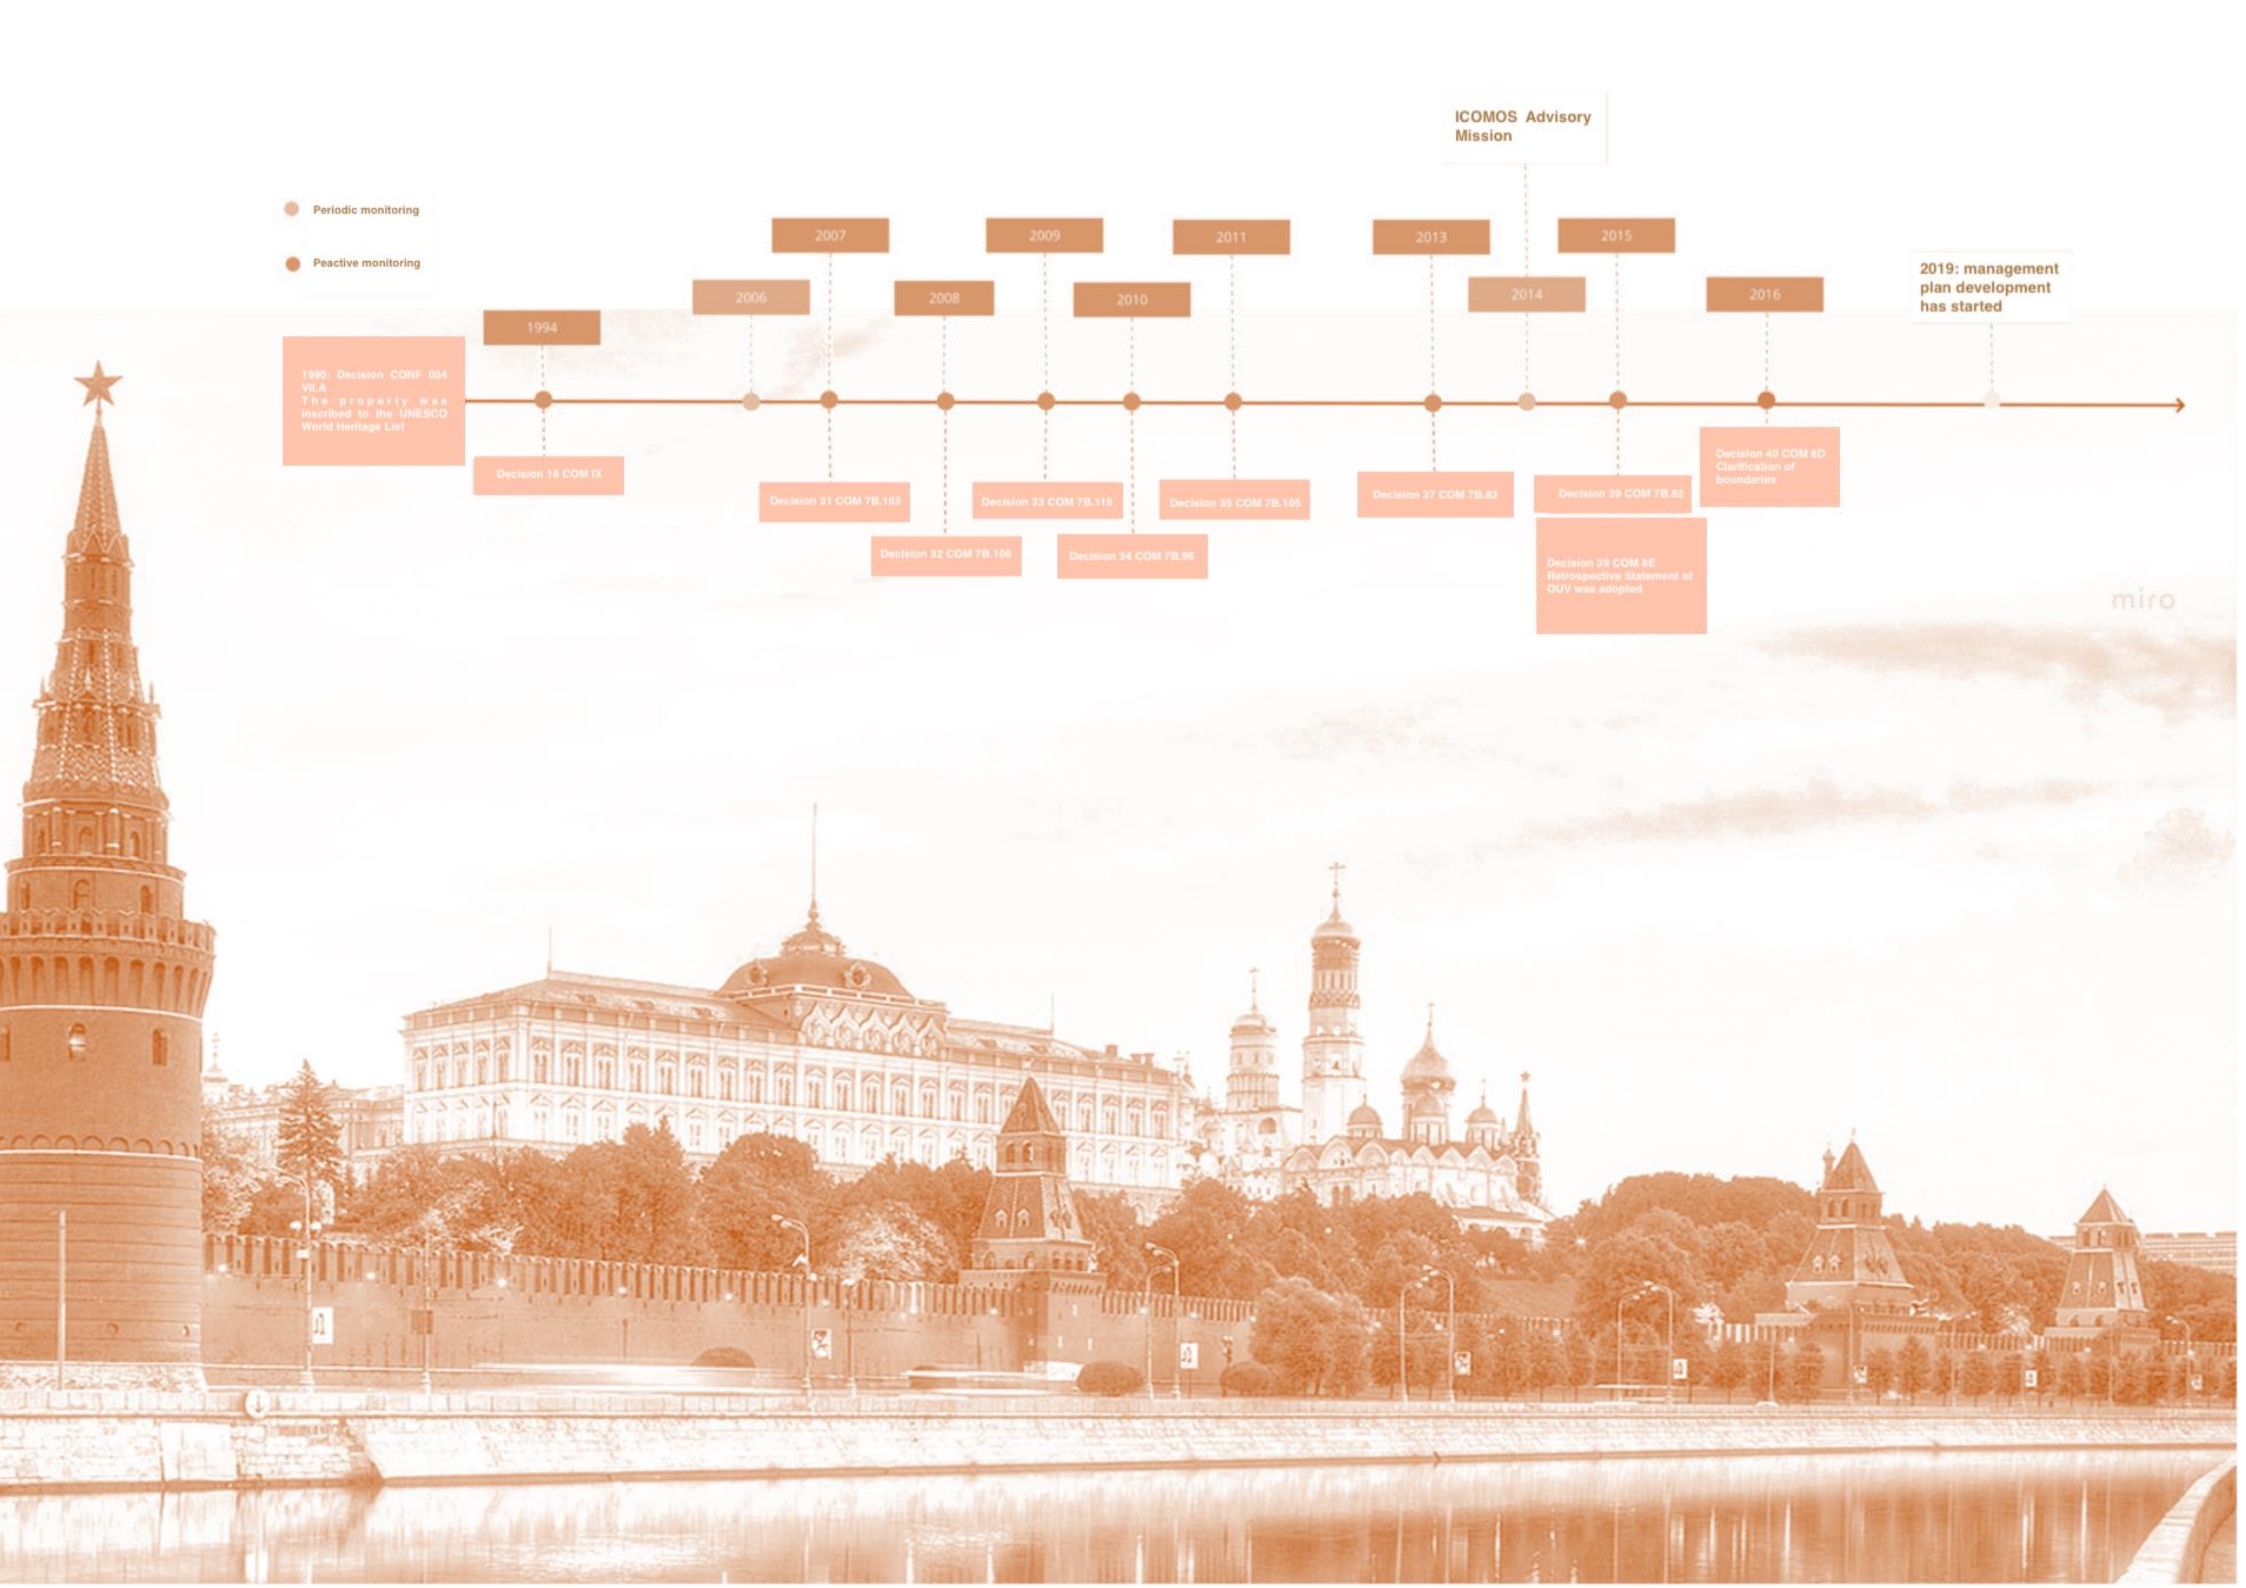 ICOMOS Advisory
Mission
Periodic monitoring
Peactive monitoring
2007
2009
2011
2013
2015
2006
2008
2010
2014
2016
1994
2019: management
plan development
has started
1990: Decision CONF 004
VII.A
The property was
inscribed to the UNESCO
World Heritage List
Decision 18 COM IX
Decision 31 COM 7B.103
Decision 32 COM 7B.106
Decision 33 COM 7B.118
Decision 34 COM 7B.96
Decision 35 COM 7B.105
Decision 37 COM 7B.83
Decision 39 COM 7B.82
Decision 39 COM 8E
Retrospective Statement of
OUV was adopted
Decision 40 COM 8D
Clarification of
boundaries
miro